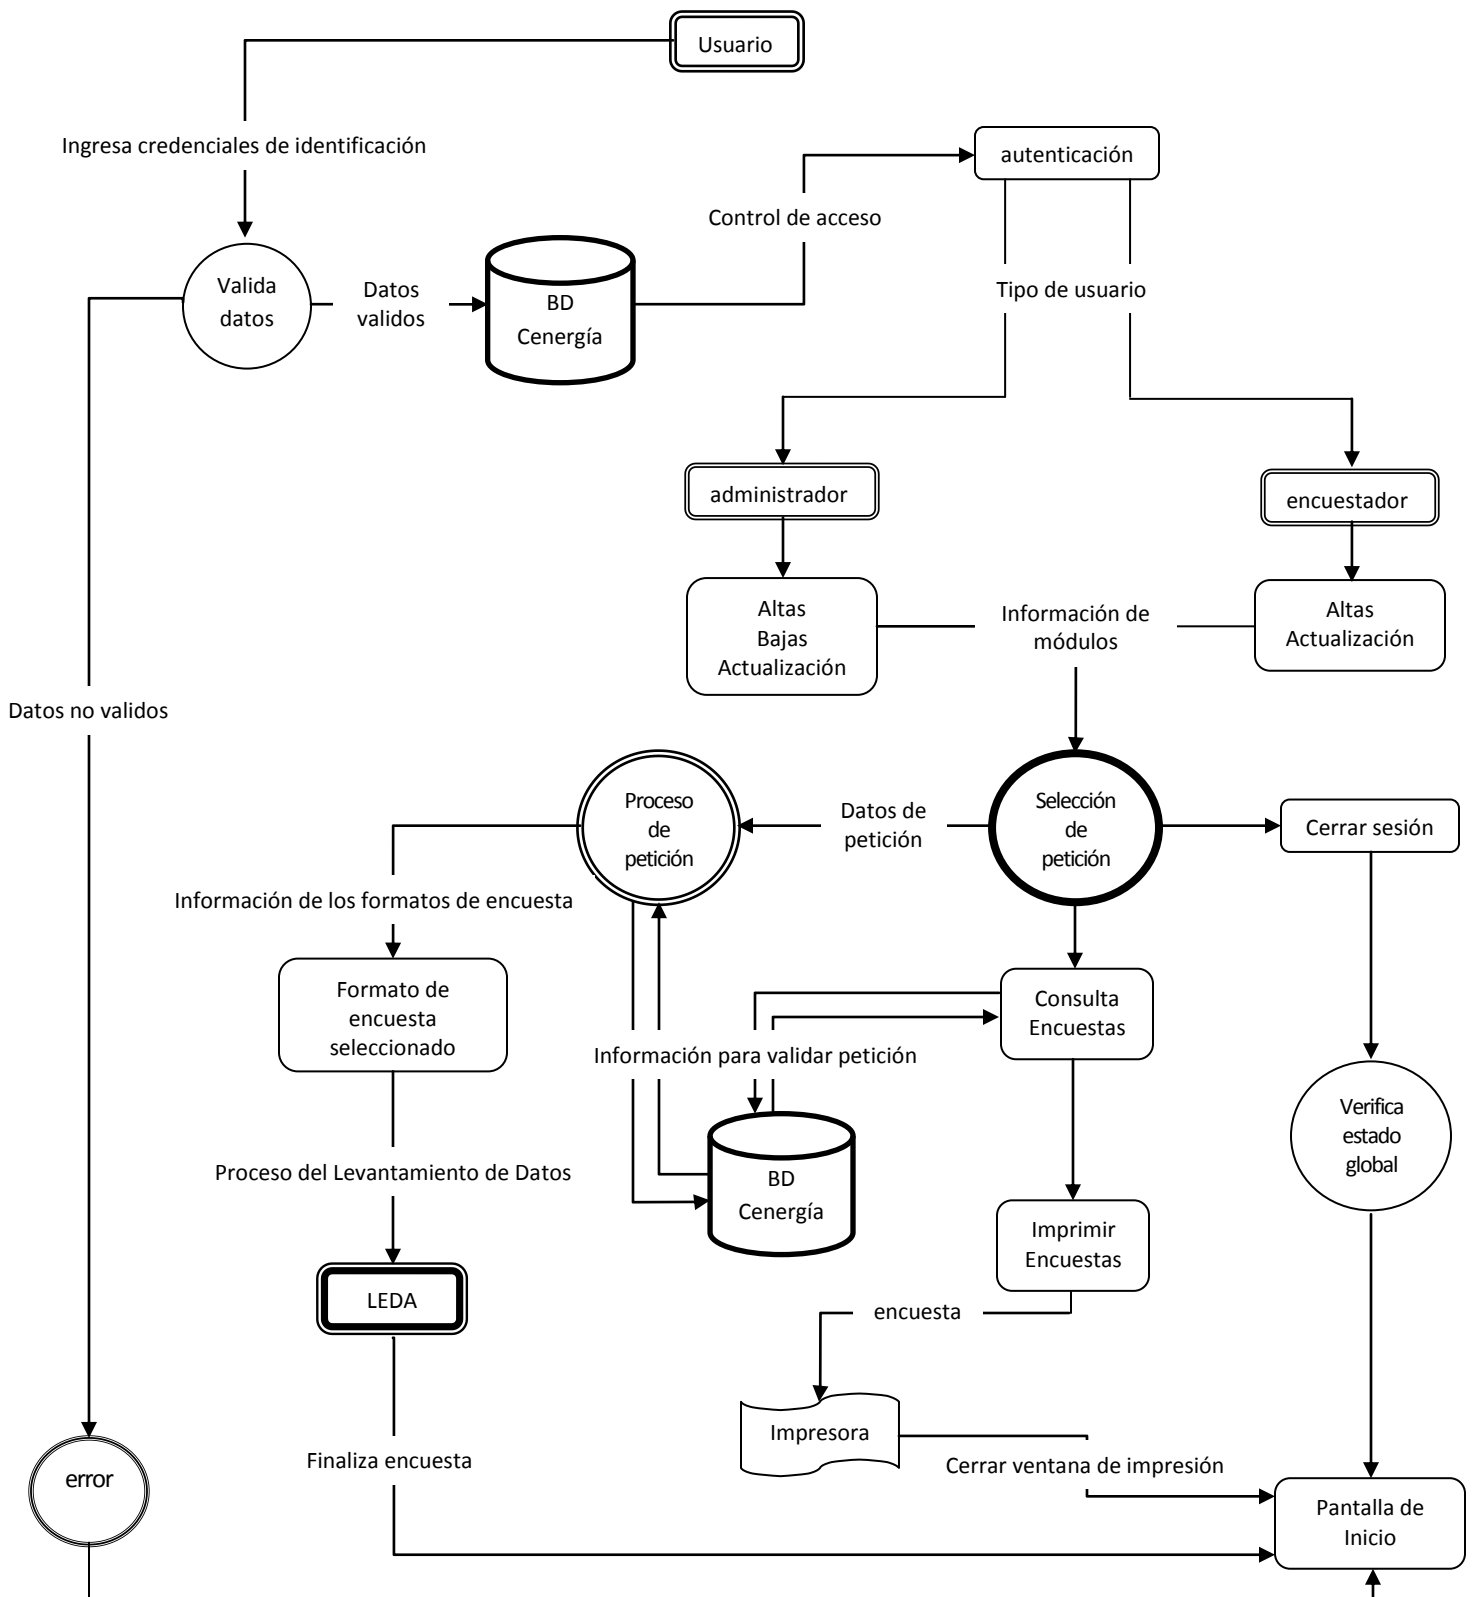 Usuario
Ingresa credenciales de identificación
autenticación
Control de acceso
Valida
datos
Datos
validos
BD
Cenergía
Tipo de usuario
administrador
encuestador
Altas
Bajas
Actualización
Información de
módulos
Altas
Actualización
Datos no validos
Proceso
de
petición
Datos de
petición
Selección
de
petición
Cerrar sesión
Información de los formatos de encuesta
Formato de
encuesta
seleccionado
Consulta
Encuestas
Información para validar petición
Verifica
estado
global
Proceso del Levantamiento de Datos
BD
Cenergía
Imprimir
Encuestas
LEDA
encuesta
Impresora
Finaliza encuesta
Cerrar ventana de impresión
error
Pantalla de
Inicio